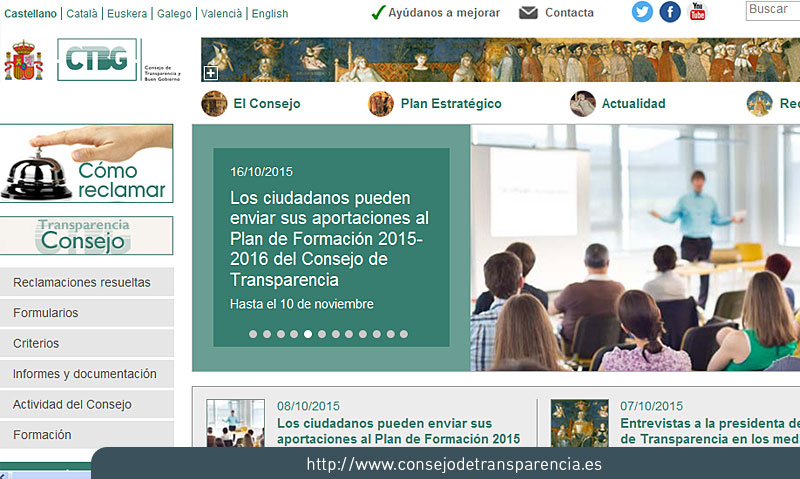 Castellano | Català | Euskera | Galego | Valencià | English
Ayúdanos a mejorar
Contacta
You Tube
Buscar
CTBG
Consejo de
Transparencia y
Buen Gobierno
El Consejo
Plan Estratégico
Actualidad
Rec
Cómo
reclamar
Transparencia
Consejo
Reclamaciones resueltas
Formularios
Criterios
Informes y documentación
Actividad del Consejo
Formación
16/10/2015
Los ciudadanos pueden
enviar sus aportaciones al
Plan de Formación 2015-
2016 del Consejo de
Transparencia
Hasta el 10 de noviembre
08/10/2015
Los ciudadanos pueden enviar sus
aportaciones al Plan de Formación 2015
07/10/2015
Entrevistas a la presidenta de
de Transparencia en los med
http://www.consejodetransparencia.es